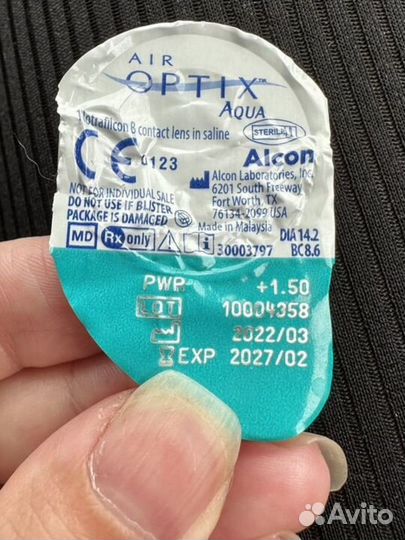 AIR
OPTIX™
AQUA
1 lotrafilcon B contact lens in saline
CE 0123
STERILE
Alcon
Alcon Laboratories, Inc.
6201 South Freeway
Fort Worth, TX
76134-2099 USA
Made in Malaysia
NOT FOR INDIVIDUAL SALE
DO NOT USE IF BLISTER
PACKAGE IS DAMAGED
MD Rx only
30003797
DIA 14.2
BC 8.6
PWR +1.50
LOT 10004358
2022/03
EXP 2027/02
Avito